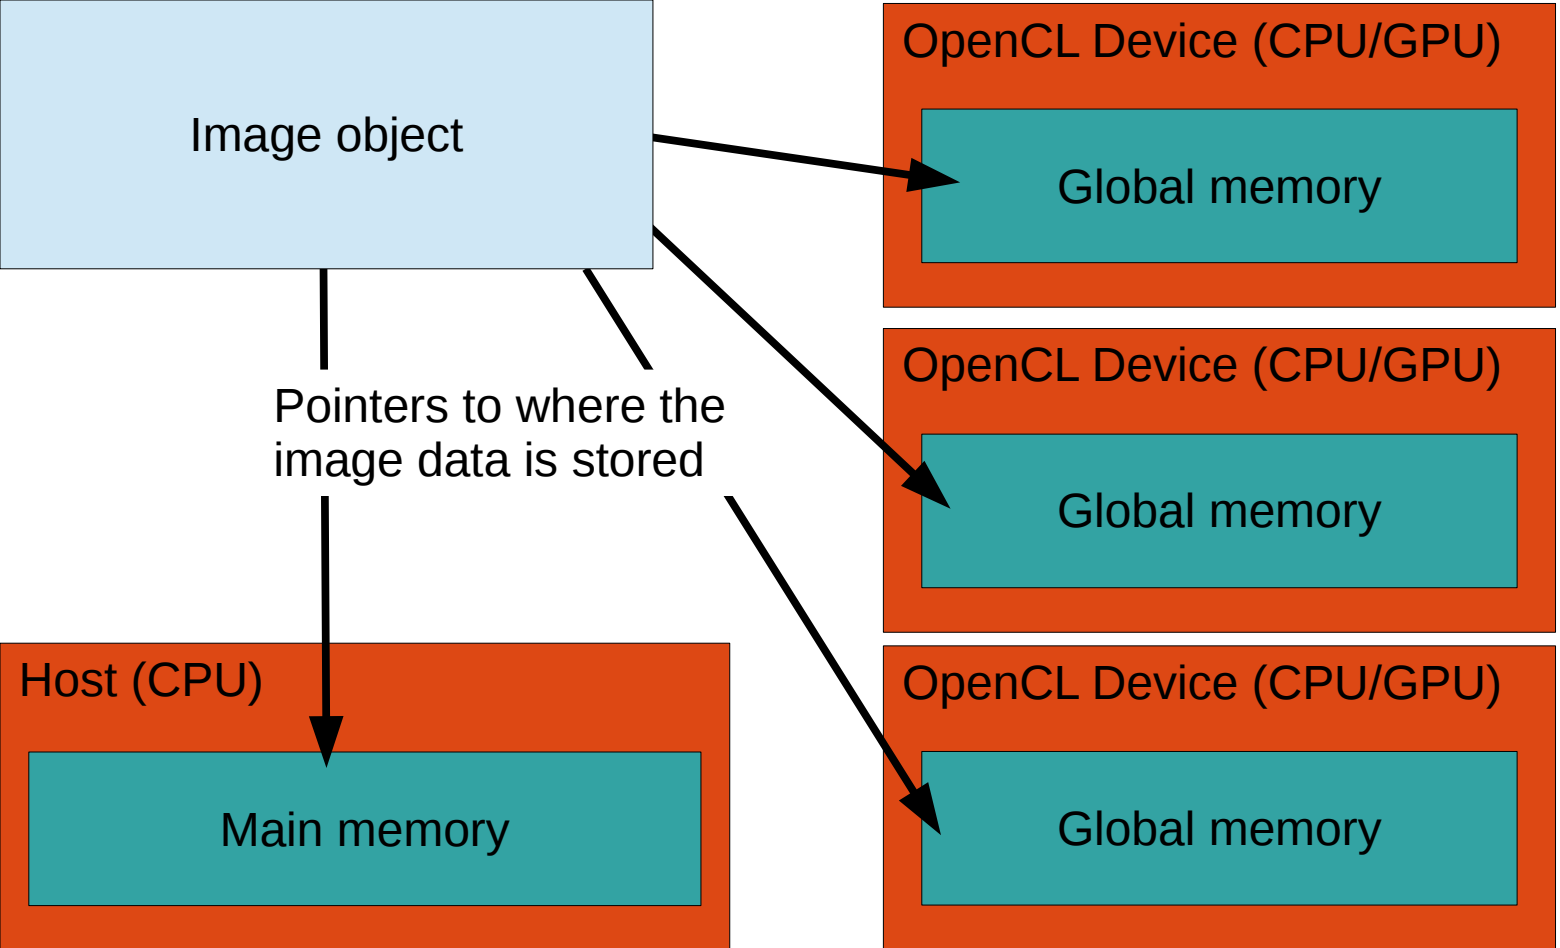 Image object
OpenCL Device (CPU/GPU)
Global memory
Pointers to where the
image data is stored
OpenCL Device (CPU/GPU)
Global memory
Host (CPU)
Main memory
OpenCL Device (CPU/GPU)
Global memory